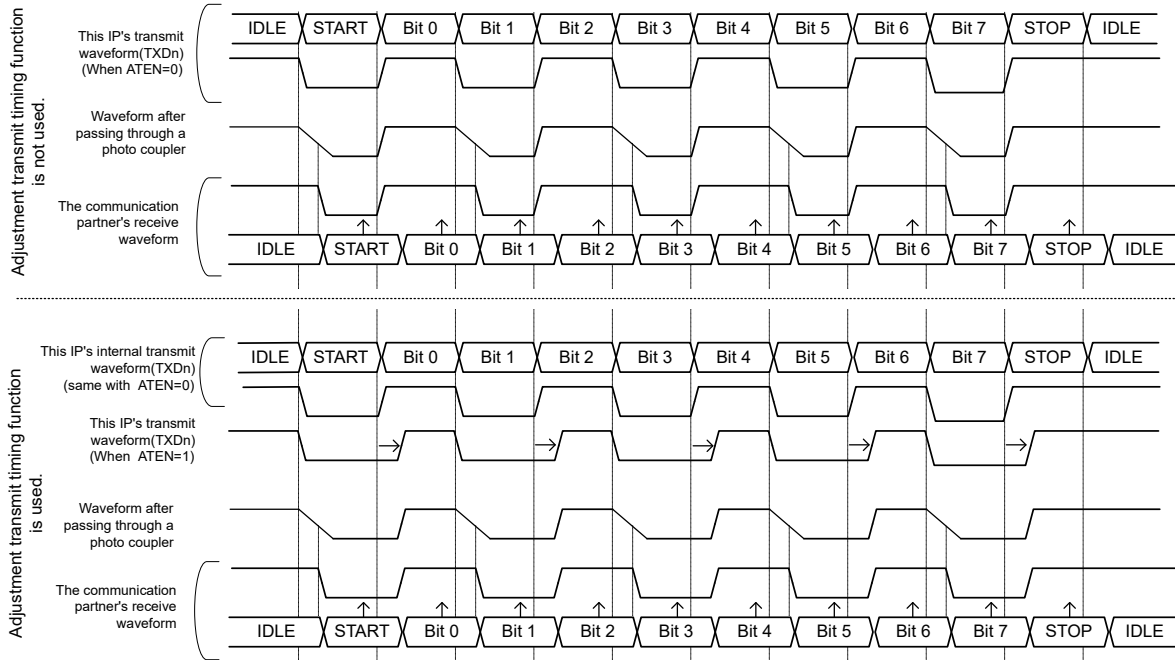 Adjustment transmit timing function
is not used.
This IP's transmit
waveform(TXDn)
(When ATEN=0)
IDLE START Bit 0 Bit 1 Bit 2 Bit 3 Bit 4 Bit 5 Bit 6 Bit 7 STOP IDLE
Waveform after
passing through a
photo coupler
The communication
partner's receive
waveform
IDLE START Bit 0 Bit 1 Bit 2 Bit 3 Bit 4 Bit 5 Bit 6 Bit 7 STOP IDLE
Adjustment transmit timing function
is used.
This IP's internal transmit
waveform(TXDn)
(same with ATEN=0)
IDLE START Bit 0 Bit 1 Bit 2 Bit 3 Bit 4 Bit 5 Bit 6 Bit 7 STOP IDLE
This IP's transmit
waveform(TXDn)
(When ATEN=1)
Waveform after
passing through a
photo coupler
The communication
partner's receive
waveform
IDLE START Bit 0 Bit 1 Bit 2 Bit 3 Bit 4 Bit 5 Bit 6 Bit 7 STOP IDLE